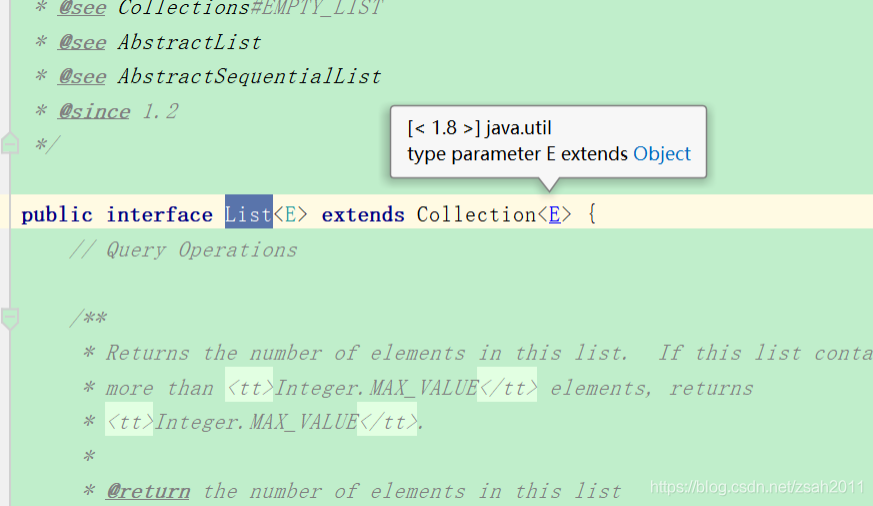 * @see Collections#EMPTY_LIST
* @see AbstractList
* @see AbstractSequentialList
* @since 1.2
*/
[< 1.8 >] java.util
type parameter E extends Object
public interface List<E> extends Collection<E> {
// Query Operations
/**
* Returns the number of elements in this list.  If this list conta
* more than <tt>Integer.MAX_VALUE</tt> elements, returns
* <tt>Integer.MAX_VALUE</tt>.
*
* @return the number of elements in this list
https://blog.csdn.net/zsah2011